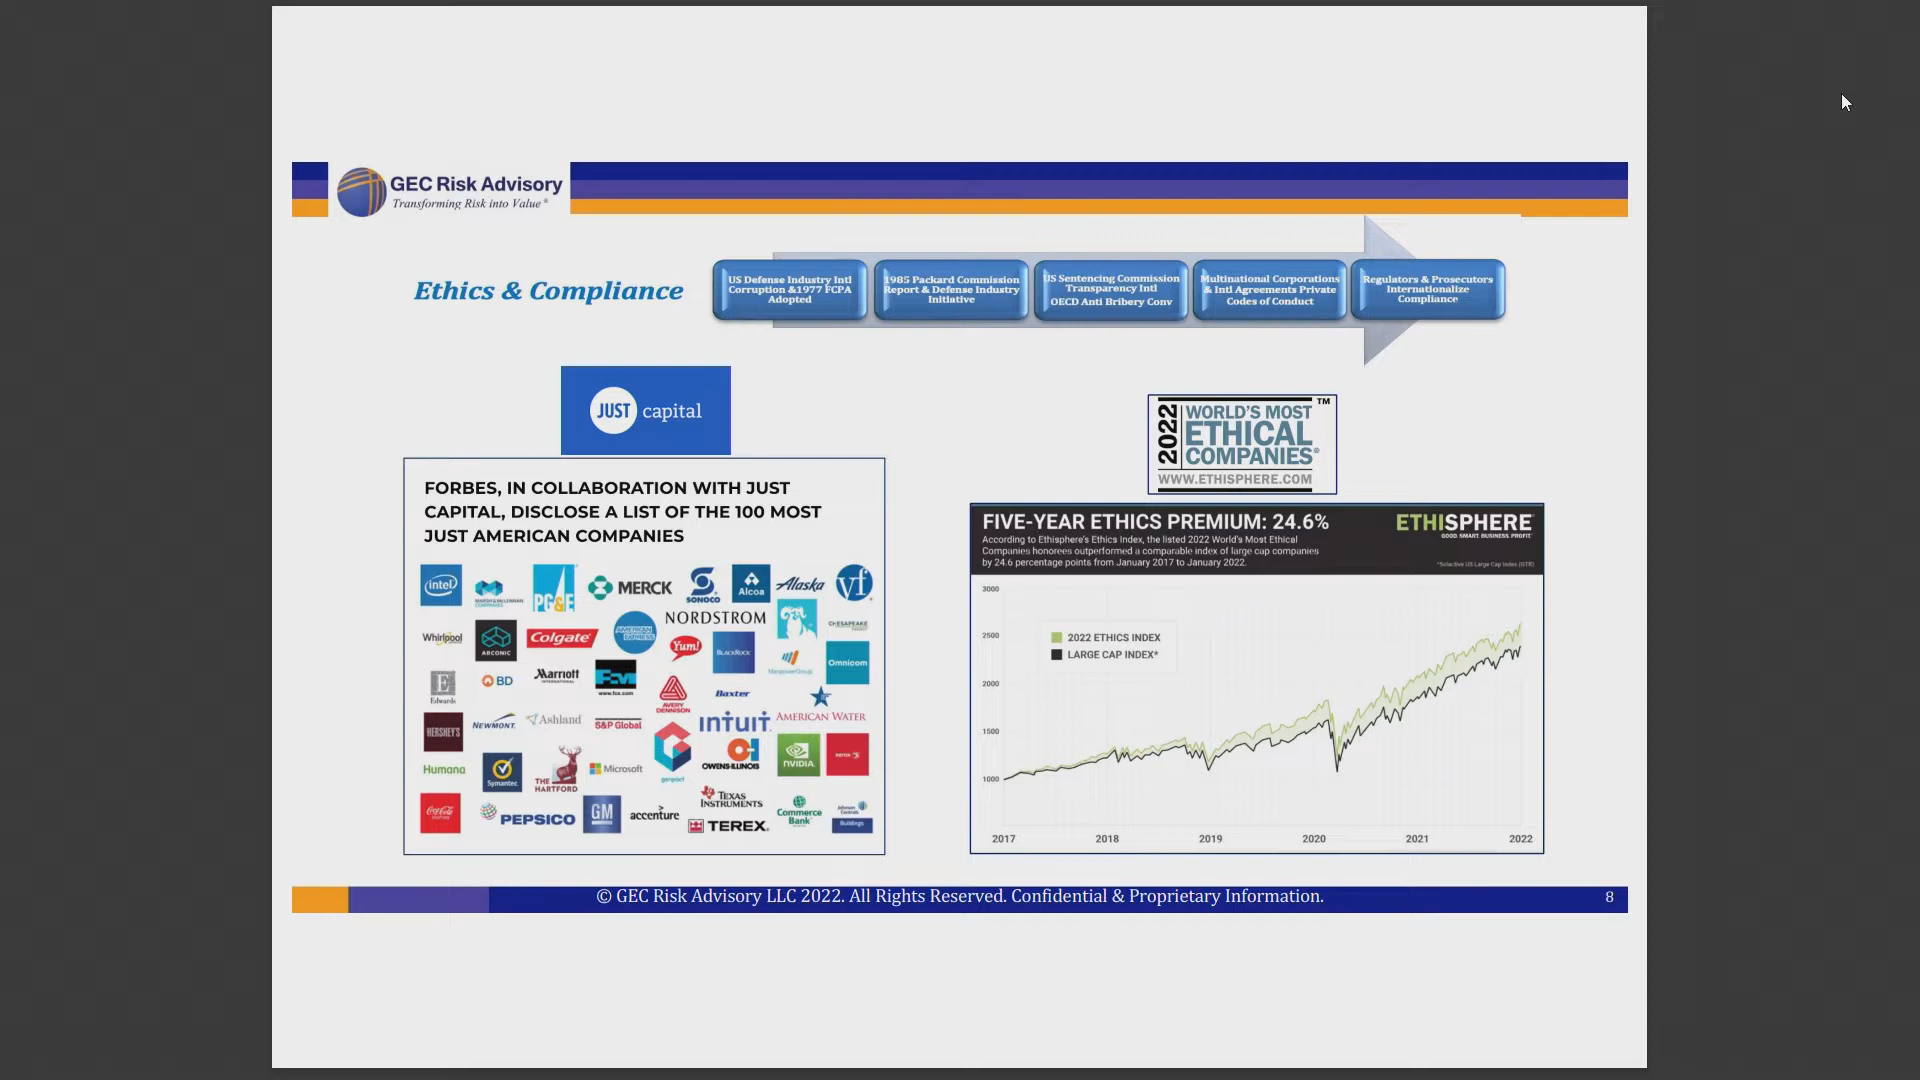 GEC Risk Advisory
Transforming Risk into Value ®
Ethics & Compliance
US Defense Industry Intl
Corruption &1977 FCPA
Adopted
1985 Packard Commission
Report & Defense Industry
Initiative
US Sentencing Commission
Transparency Intl
OECD Anti Bribery Conv
Multinational Corporations
& Intl Agreements Private
Codes of Conduct
Regulators & Prosecutors
Internationalize
Compliance
JUST capital
FORBES, IN COLLABORATION WITH JUST
CAPITAL, DISCLOSE A LIST OF THE 100 MOST
JUST AMERICAN COMPANIES
intel
MARSH & McLENNAN
COMPANIES
PG&E
MERCK
SONOCO
Alcoa
Alaska
vf
Whirlpool
ARCONIC
Colgate
AMERICAN
EXPRESS
NORDSTROM
Yum!
BLACKROCK
CHESAPEAKE
ENERGY
ManpowerGroup
Omnicom
Edwards
BD
Marriott
INTERNATIONAL
www.fcx.com
AVERY
DENNISON
Baxter
AMERICAN WATER
HERSHEY'S
NEWMONT.
Ashland
S&P Global
intuit.
genpact
OWENS-ILLINOIS
NVIDIA.
Humana
Symantec.
THE
HARTFORD
Microsoft
Coca-Cola
PEPSICO
GM
accenture
TEXAS
INSTRUMENTS
TEREX.
Commerce
Bank
Johnson
Controls
Buildings
2022
WORLD'S MOST
ETHICAL
COMPANIES®
TM
WWW.ETHISPHERE.COM
FIVE-YEAR ETHICS PREMIUM: 24.6%
According to Ethisphere's Ethics Index, the listed 2022 World's Most Ethical
Companies honorees outperformed a comparable index of large cap companies
by 24.6 percentage points from January 2017 to January 2022.
ETHISPHERE
GOOD. SMART. BUSINESS. PROFIT.
*Solactive US Large Cap Index (GTR)
3000
2500
2000
1500
1000
2022 ETHICS INDEX
LARGE CAP INDEX*
2017 2018 2019 2020 2021 2022
© GEC Risk Advisory LLC 2022. All Rights Reserved. Confidential & Proprietary Information.
8